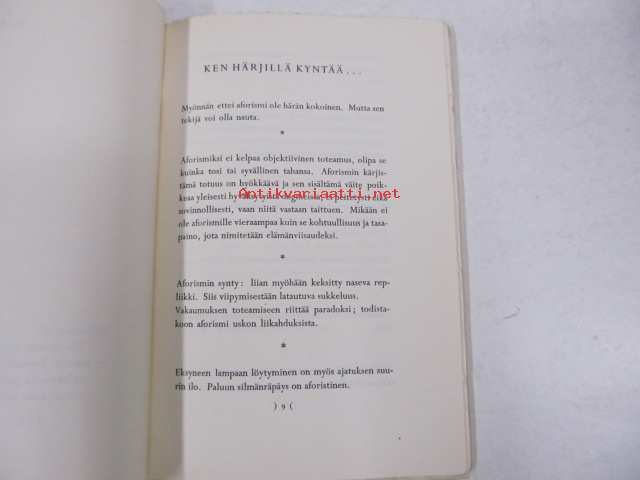 KEN HÄRJILLÄ KYNTÄÄ . . .
Myönnän ettei aforismi ole härän kokoinen. Mutta sen
tekijä voi olla nauta.
*
Aforismiksi ei kelpaa objektiivinen toteamus, olipa se
kuinka tosi tai syvällinen tahansa. Aforismin kärjis-
tämä totuus on hyökkäävä ja sen sisältämä väite poik-
keaa yleisesti
Antikvariaatti.net
sovinnollisesti, vaan niitä vastaan taittuen. Mikään ei
ole aforismille vieraampaa kuin se kohtuullisuus ja tasa-
paino, jota nimitetään elämänviisaudeksi.
*
Aforismin synty: liian myöhään keksitty naseva rep-
liikki. Siis viipymisestään latautuva sukkeluus.
Vakaumuksen toteamiseen riittää paradoksi; todista-
koon aforismi uskon liikahduksista.
*
Eksyneen lampaan löytyminen on myös ajatuksen suu-
rin ilo. Paluun silmänräpäys on aforistinen.
) 9 (